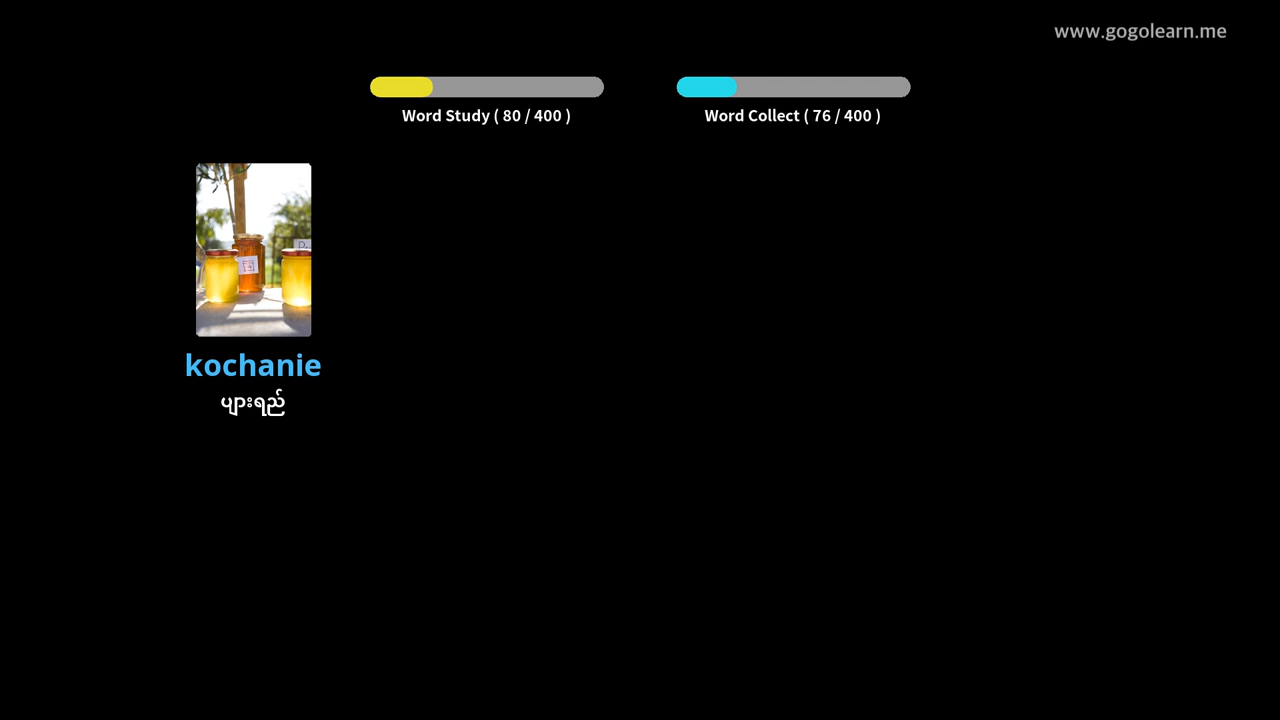 www.gogolearn.me
Word Study ( 80 / 400 )
Word Collect ( 76 / 400 )
kochanie
ပျားရည်